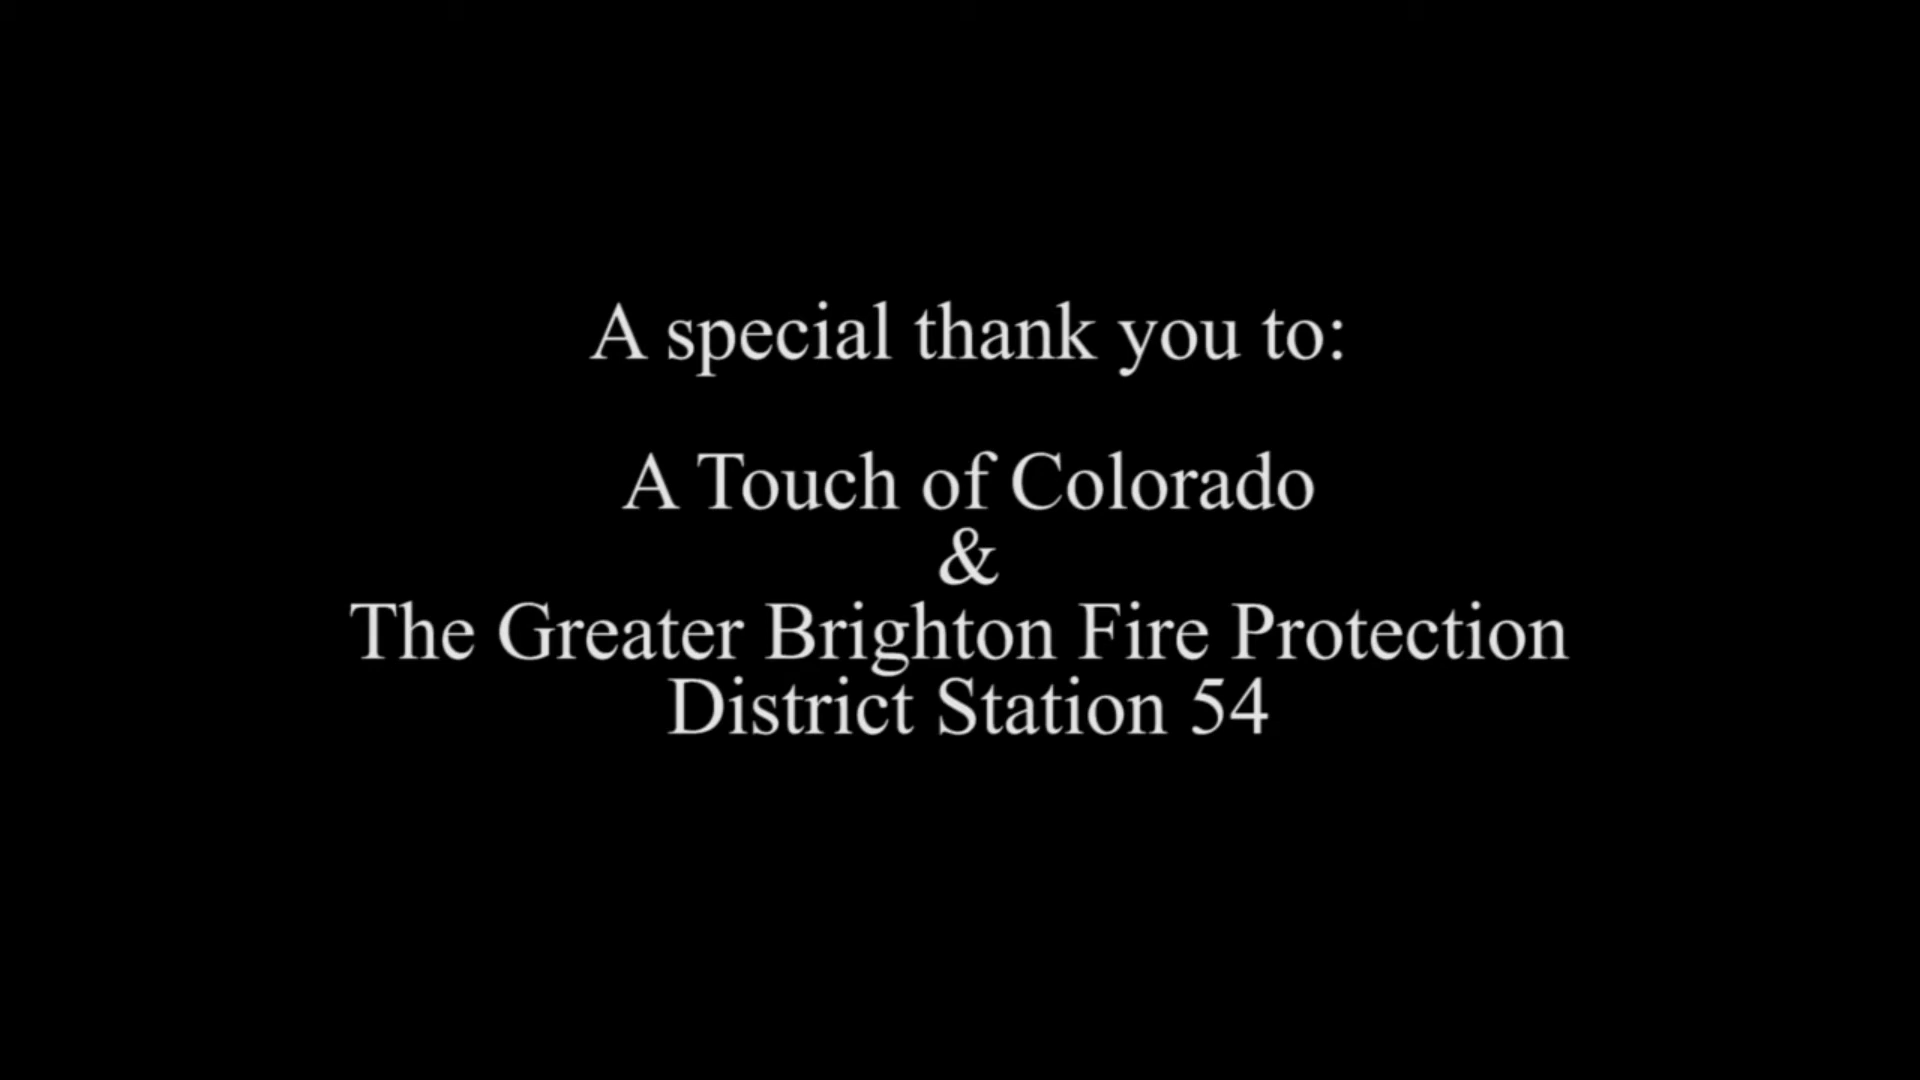 A special thank you to:
A Touch of Colorado
&
The Greater Brighton Fire Protection
District Station 54